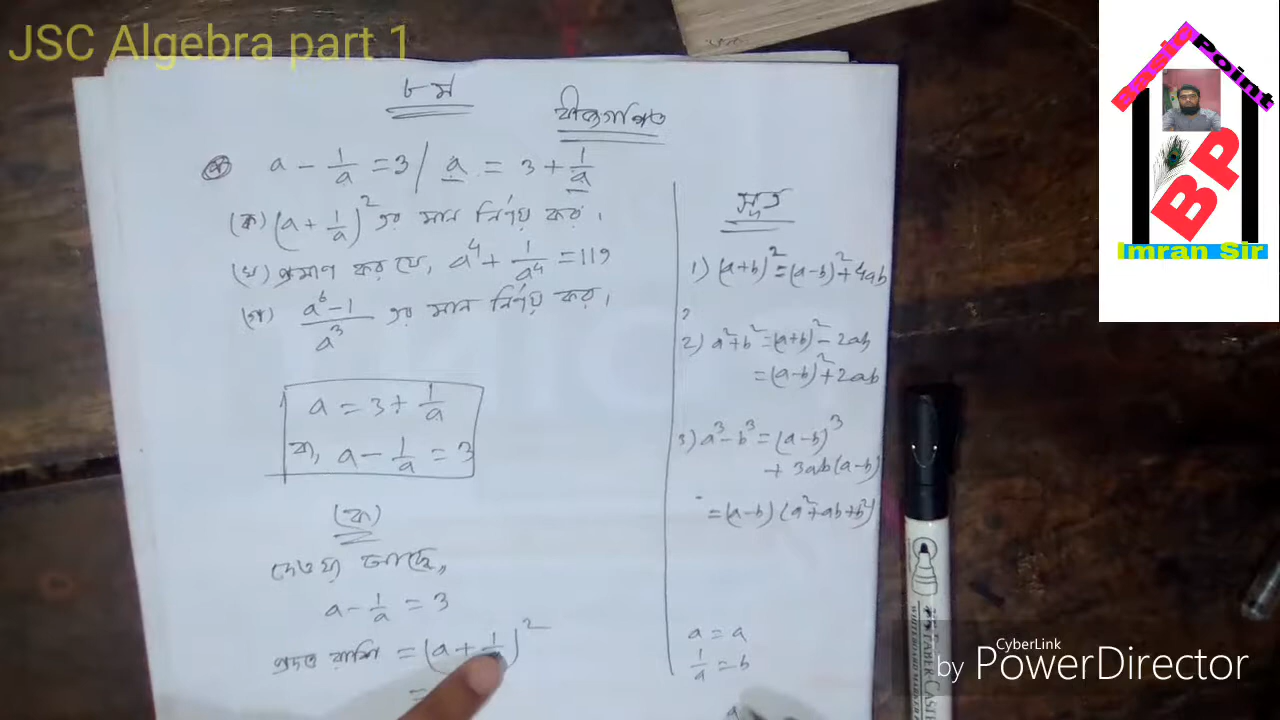 JSC Algebra part 1
৮ম
বীজগণিত
a - 1/a = 3 / a = 3 + 1/a
(ক) (a + 1/a)² এর মান নির্ণয় কর।
(খ) প্রমাণ কর যে, a⁴ + 1/a⁴ = 119
(গ) (a⁶ - 1)/a³ এর মান নির্ণয় কর।
a = 3 + 1/a
বা, a - 1/a = 3
(ক)
দেওয়া আছে,
a - 1/a = 3
প্রদত্ত রাশি = (a + 1/a)²
=
সূত্র
1) (a+b)² = (a-b)² + 4ab
2) a² + b² = (a+b)² - 2ab
= (a-b)² + 2ab
3) a³ - b³ = (a-b)³
+ 3ab(a-b)
= (a-b)(a² + ab + b²)
a = a
1/a = b
a
Basic Point
BP
Imran Sir
CyberLink
by PowerDirector